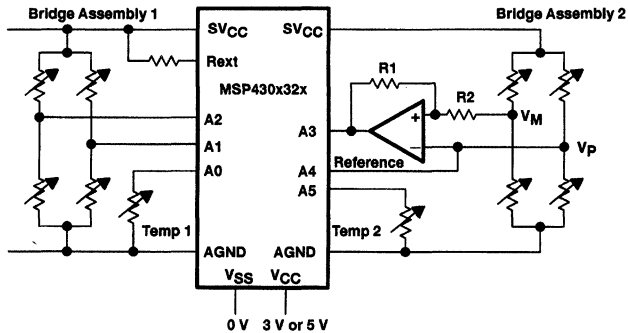 Bridge Assembly 1
Bridge Assembly 2
SVCC
SVCC
Rext
R1
MSP430x32x
R2
A2
A3
+
VM
A1
−
VP
A0
Reference
A4
A5
Temp 1
Temp 2
AGND
AGND
VSS
VCC
0 V
3 V or 5 V